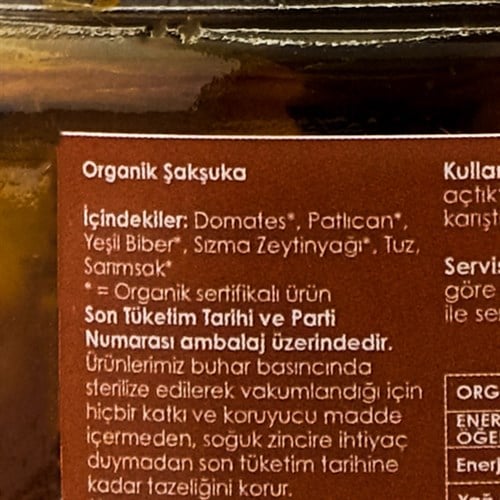 Organik Şakşuka
İçindekiler: Domates*, Patlıcan*,
Yeşil Biber*, Sızma Zeytinyağı*, Tuz,
Sarımsak*
* = Organik sertifikalı ürün
Son Tüketim Tarihi ve Parti
Numarası ambalaj üzerindedir.
Ürünlerimiz buhar basıncında
sterilize edilerek vakumlandığı için
hiçbir katkı ve koruyucu madde
içermeden, soğuk zincire ihtiyaç
duymadan son tüketim tarihine
kadar tazeliğini korur.
Kullan
açtık
karışt
Servis
göre
ile se
ORG
ENER
ÖĞE
Enerj